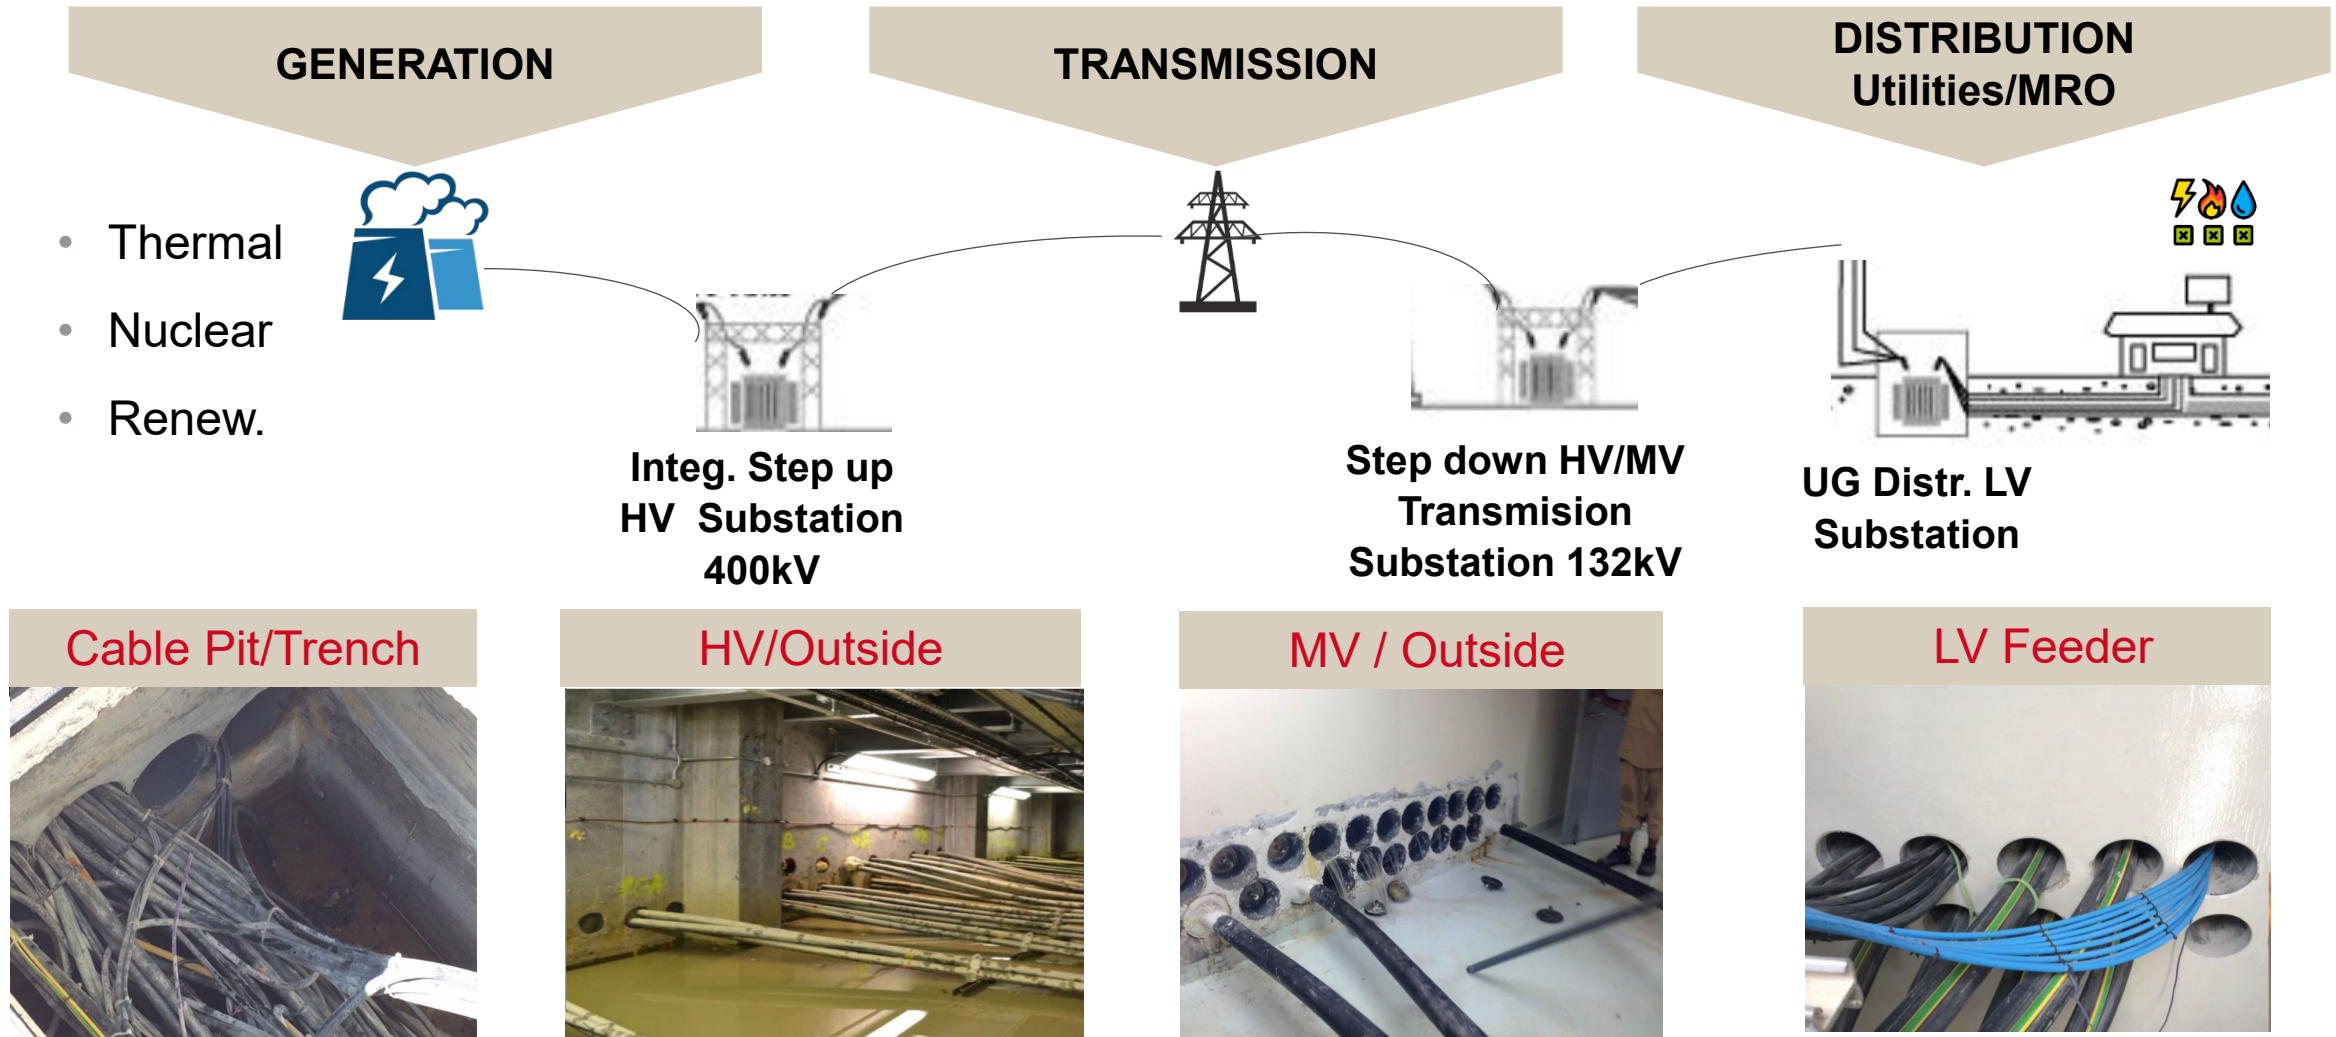 GENERATION
TRANSMISSION
DISTRIBUTION
Utilities/MRO
• Thermal
• Nuclear
• Renew.
Integ. Step up
HV Substation
400kV
Step down HV/MV
Transmision
Substation 132kV
UG Distr. LV
Substation
Cable Pit/Trench
HV/Outside
MV / Outside
LV Feeder
B
C